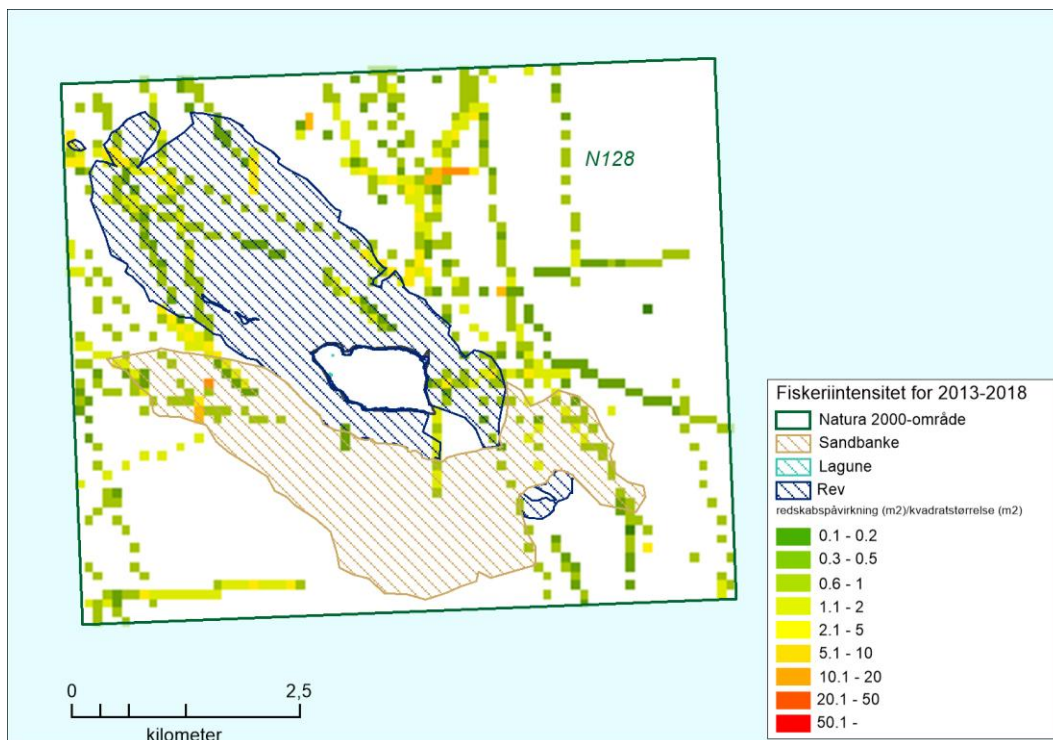 N128
Fiskeriintensitet for 2013-2018
Natura 2000-område
Sandbanke
Lagune
Rev
redskabspåvirkning (m2)/kvadratstørrelse (m2)
0.1 - 0.2
0.3 - 0.5
0.6 - 1
1.1 - 2
2.1 - 5
5.1 - 10
10.1 - 20
20.1 - 50
50.1 -
0 2,5
kilometer